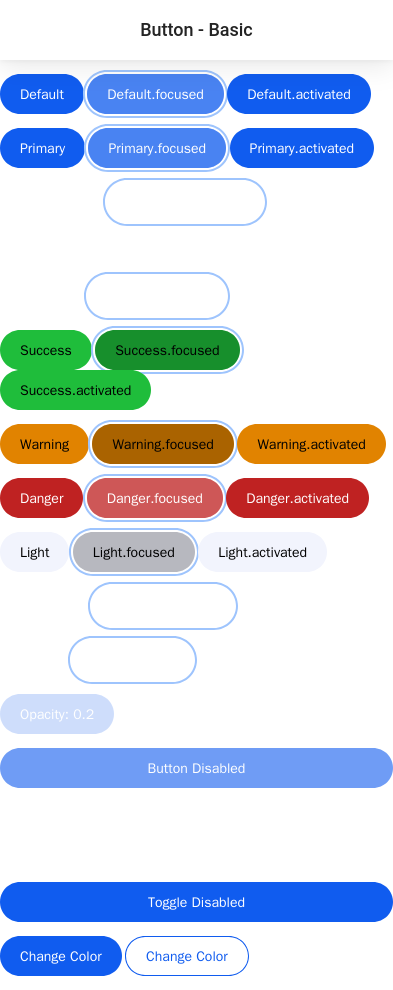 Button - Basic
Default Default.focused Default.activated
Primary Primary.focused Primary.activated
Success Success.focused
Success.activated
Warning Warning.focused Warning.activated
Danger Danger.focused Danger.activated
Light Light.focused Light.activated
Opacity: 0.2
Button Disabled
Toggle Disabled
Change Color Change Color